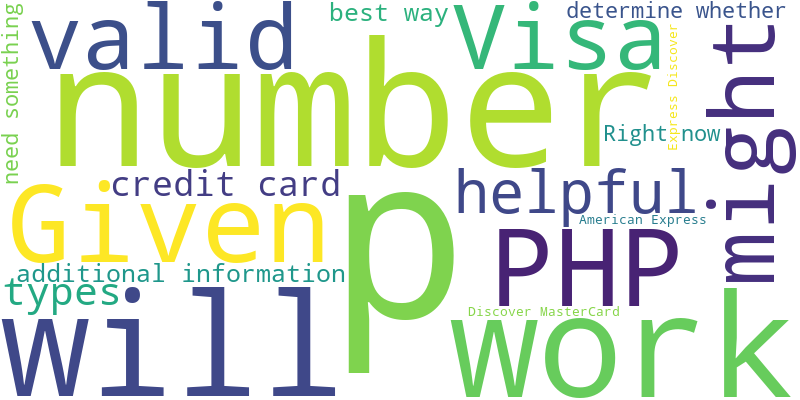 need something
valid
best way
Visa
determine whether
number
Express Discover
might
Right now
credit card
helpful
Given
p
American Express
PHP
additional information
types
Will
Discover MasterCard
work